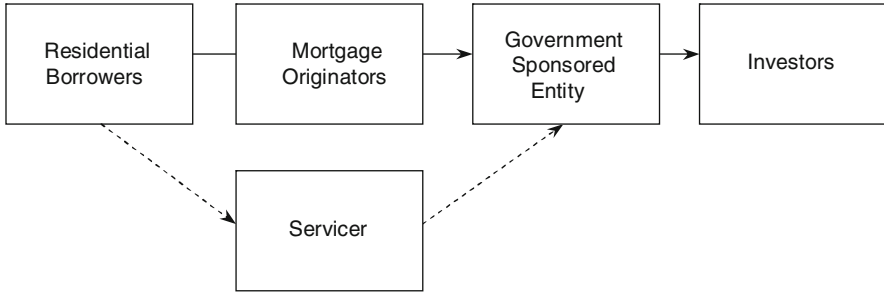 Residential
Borrowers
Mortgage
Originators
Government
Sponsored
Entity
Investors
Servicer